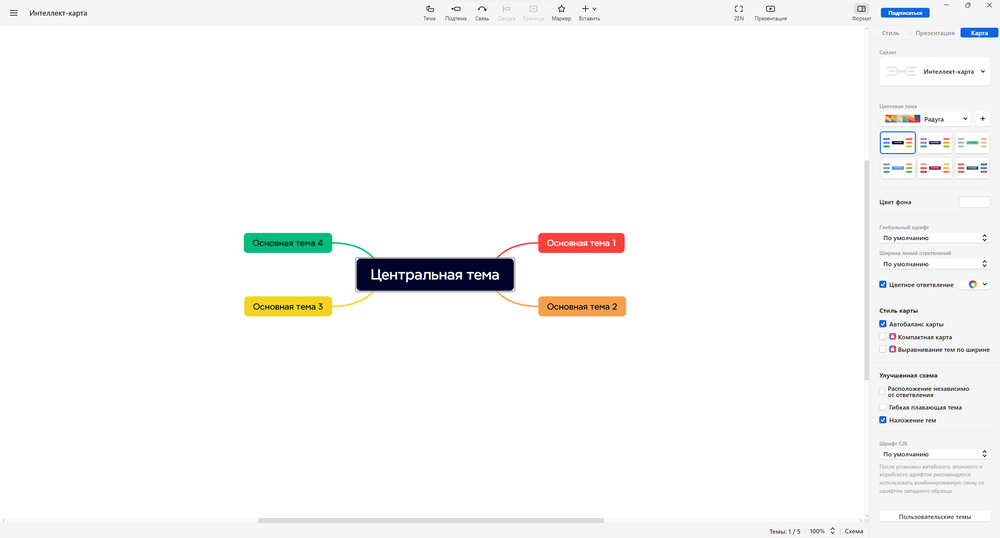 Интеллект-карта
Тема
Подтема
Связь
Сводка
Граница
Маркер
Вставить
ZEN
Презентация
Формат
Подписаться
Стиль
Презентация
Карта
Скелет
Интеллект-карта
Цветовая тема
Радуга
Цвет фона
Глобальный шрифт
По умолчанию
Ширина линий ответвлений
По умолчанию
Цветное ответвление
Стиль карты
Автобаланс карты
Компактная карта
Выравнивание тем по ширине
Улучшенная схема
Расположение независимо
от ответвления
Гибкая плавающая тема
Наложение тем
Шрифт CJK
По умолчанию
После установки китайского, японского и
корейского шрифтов рекомендуется
использовать комбинированную схему со
шрифтом западного образца.
Пользовательские темы
Основная тема 4
Основная тема 1
Центральная тема
Основная тема 3
Основная тема 2
Темы: 1 / 5
100%
Схема